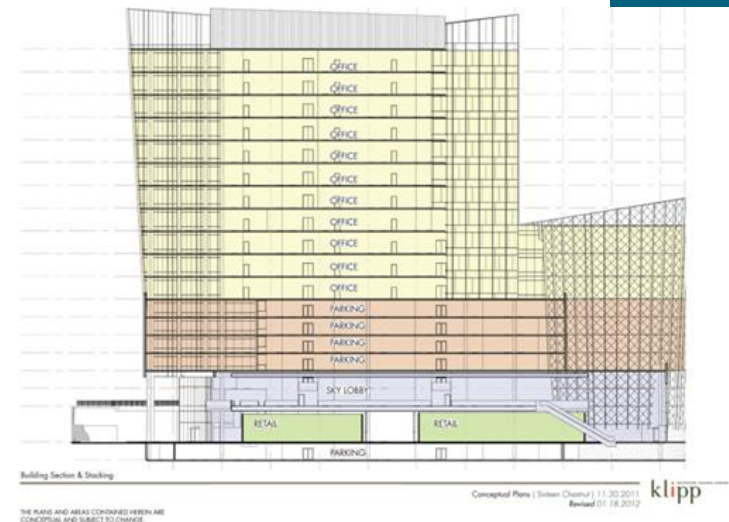 OFFICE
OFFICE
OFFICE
OFFICE
OFFICE
OFFICE
OFFICE
OFFICE
OFFICE
OFFICE
OFFICE
PARKING
PARKING
PARKING
PARKING
SKY LOBBY
RETAIL RETAIL
PARKING
Building Section & Stacking
Conceptual Plans | Sixteen Chestnut | 11.30.2011
Revised 01.18.2012
klipp
THE PLANS AND AREAS CONTAINED HEREIN ARE
CONCEPTUAL AND SUBJECT TO CHANGE.